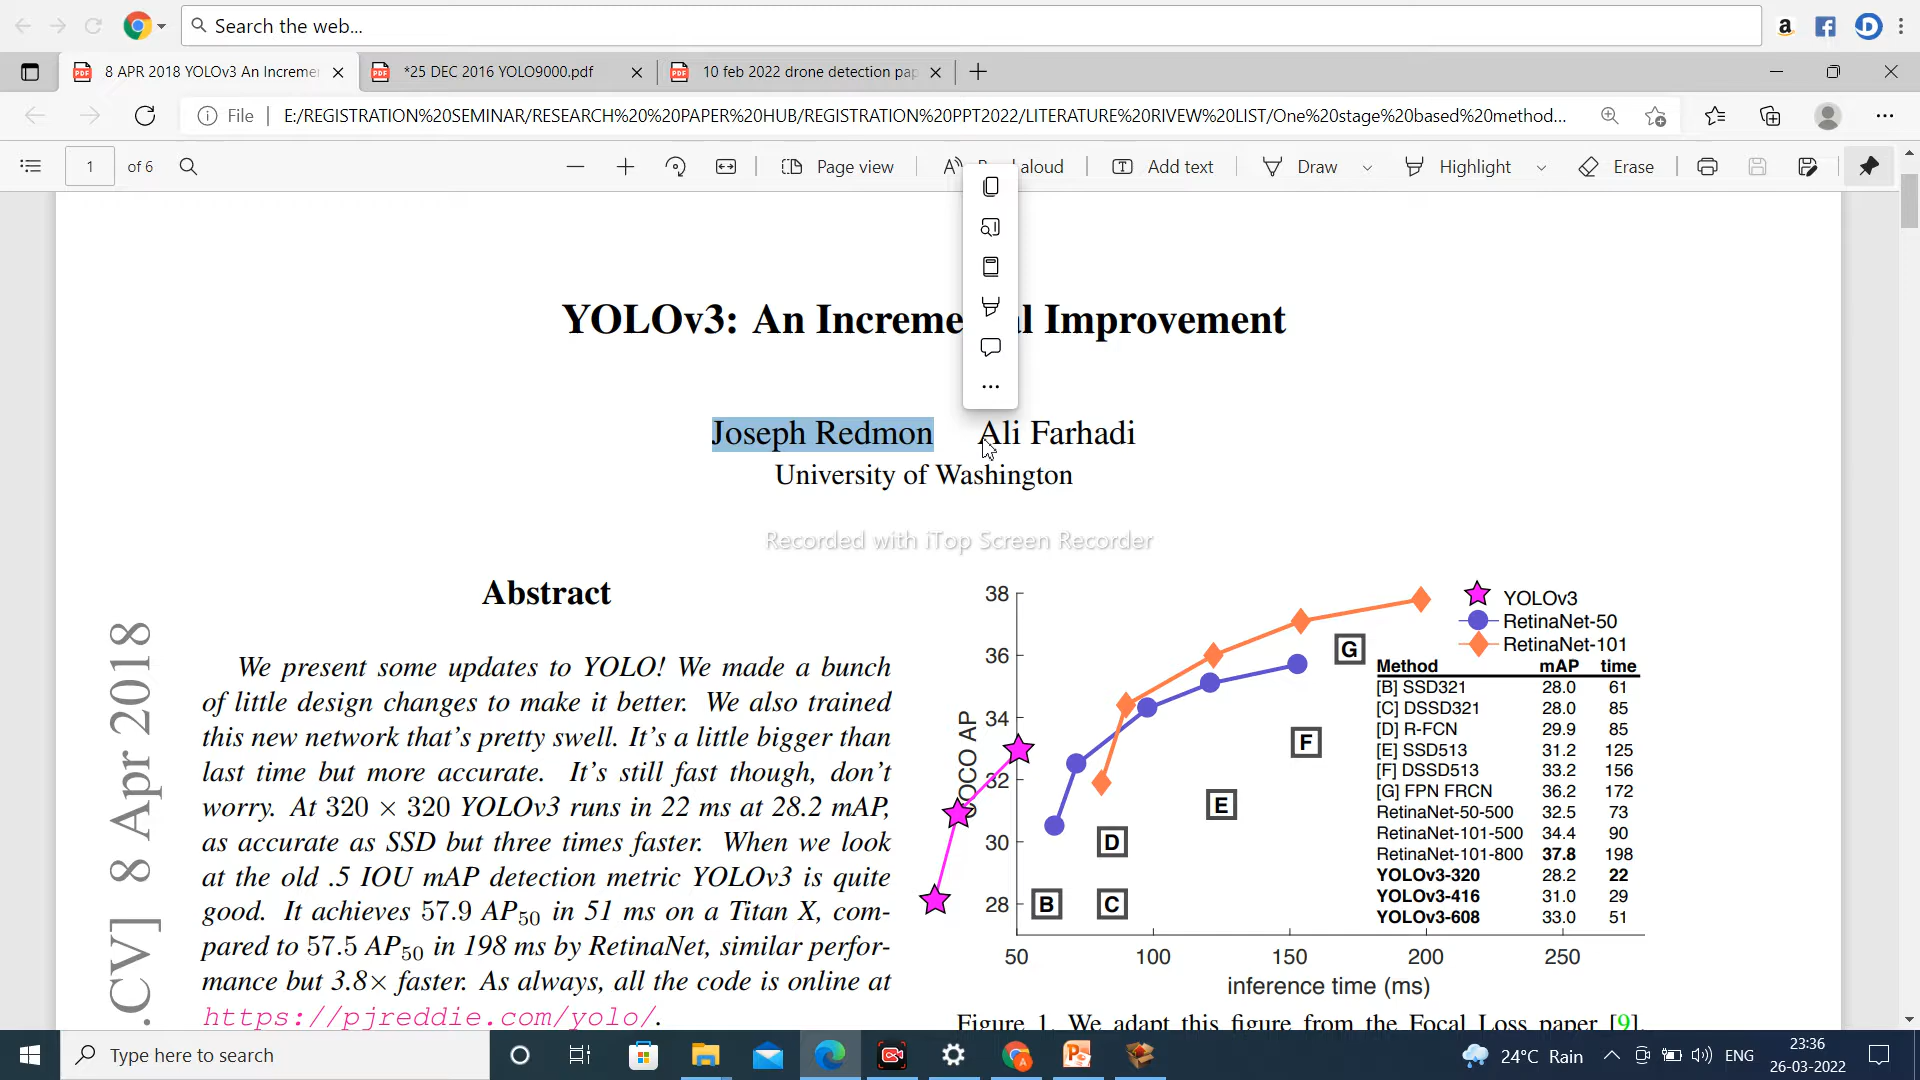 Search the web...
8 APR 2018 YOLOv3 An Increme
*25 DEC 2016 YOLO9000.pdf
10 feb 2022 drone detection pap
File
E:/REGISTRATION%20SEMINAR/RESEARCH%20%20PAPER%20HUB/REGISTRATION%20PPT2022/LITERATURE%20RIVEW%20LIST/One%20stage%20based%20method...
1 of 6
Page view
aloud
Add text
Draw
Highlight
Erase
YOLOv3: An Increme l Improvement
Joseph Redmon Ali Farhadi
University of Washington
Recorded with iTop Screen Recorder
.CV] 8 Apr 2018
Abstract
We present some updates to YOLO! We made a bunch
of little design changes to make it better. We also trained
this new network that's pretty swell. It's a little bigger than
last time but more accurate. It's still fast though, don't
worry. At 320 × 320 YOLOv3 runs in 22 ms at 28.2 mAP,
as accurate as SSD but three times faster. When we look
at the old .5 IOU mAP detection metric YOLOv3 is quite
good. It achieves 57.9 AP50 in 51 ms on a Titan X, com-
pared to 57.5 AP50 in 198 ms by RetinaNet, similar perfor-
mance but 3.8× faster. As always, all the code is online at
https://pjreddie.com/yolo/.
38
36
34
32
30
28
COCO AP
50 100 150 200 250
inference time (ms)
B
C
D
E
F
G
YOLOv3
RetinaNet-50
RetinaNet-101
Method mAP time
[B] SSD321 28.0 61
[C] DSSD321 28.0 85
[D] R-FCN 29.9 85
[E] SSD513 31.2 125
[F] DSSD513 33.2 156
[G] FPN FRCN 36.2 172
RetinaNet-50-500 32.5 73
RetinaNet-101-500 34.4 90
RetinaNet-101-800 37.8 198
YOLOv3-320 28.2 22
YOLOv3-416 31.0 29
YOLOv3-608 33.0 51
Figure 1. We adapt this figure from the Focal Loss paper [9].
Type here to search
24°C Rain
ENG
23:36
26-03-2022